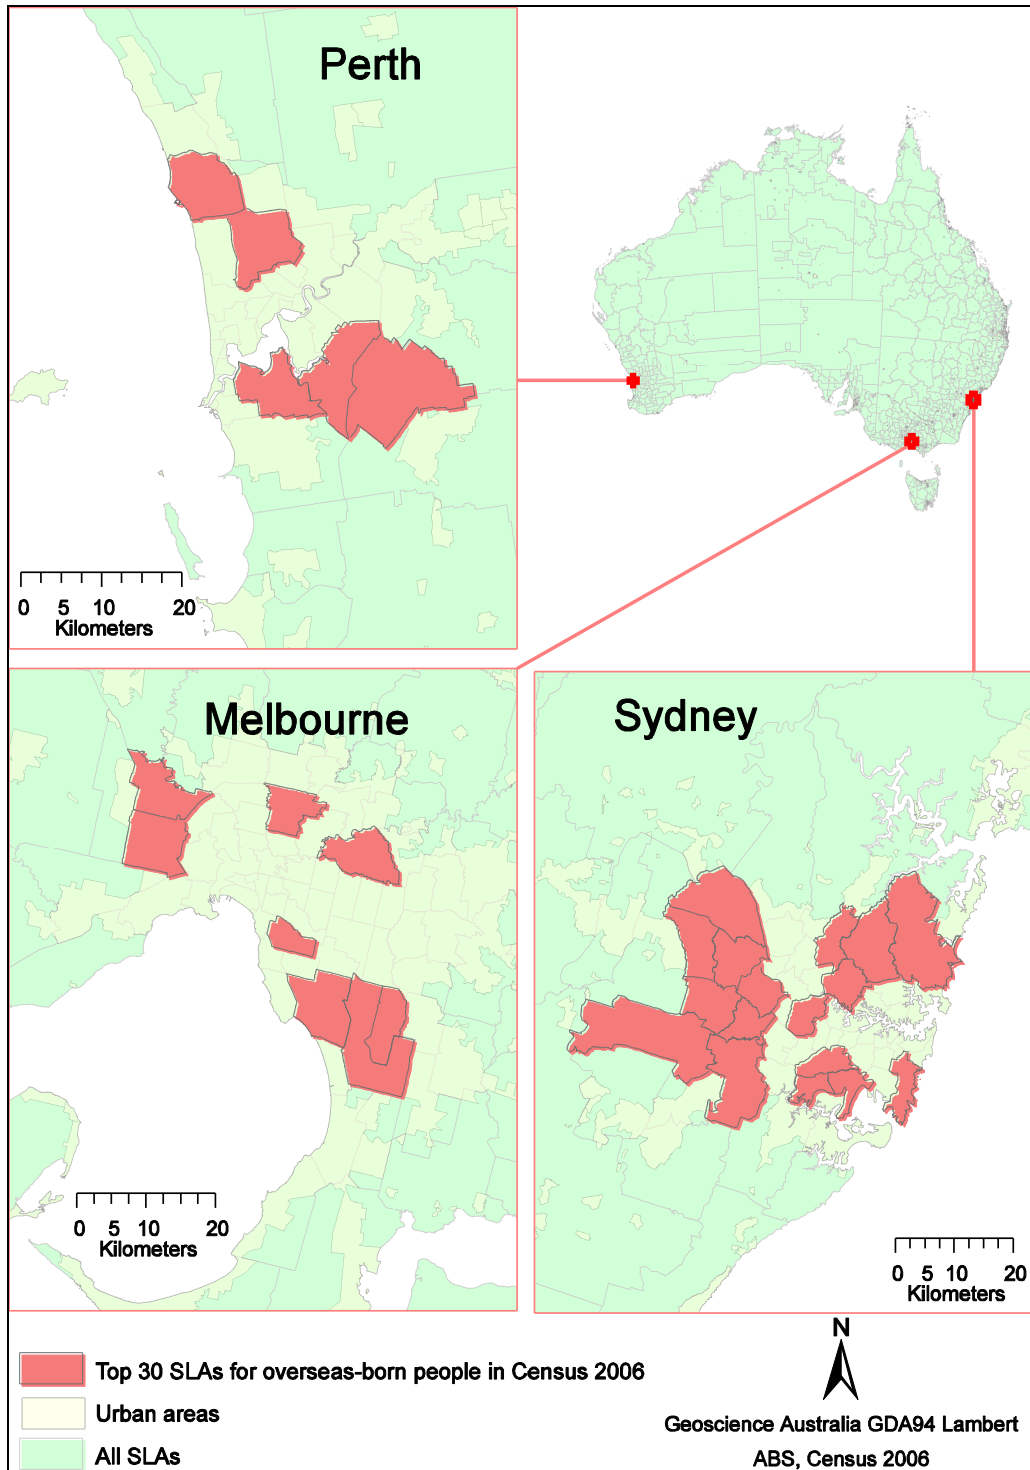 Perth
0 5 10 20
Kilometers
Melbourne
Sydney
0 5 10 20
Kilometers
0 5 10 20
Kilometers
N
Top 30 SLAs for overseas-born people in Census 2006
Urban areas
All SLAs
Geoscience Australia GDA94 Lambert
ABS, Census 2006